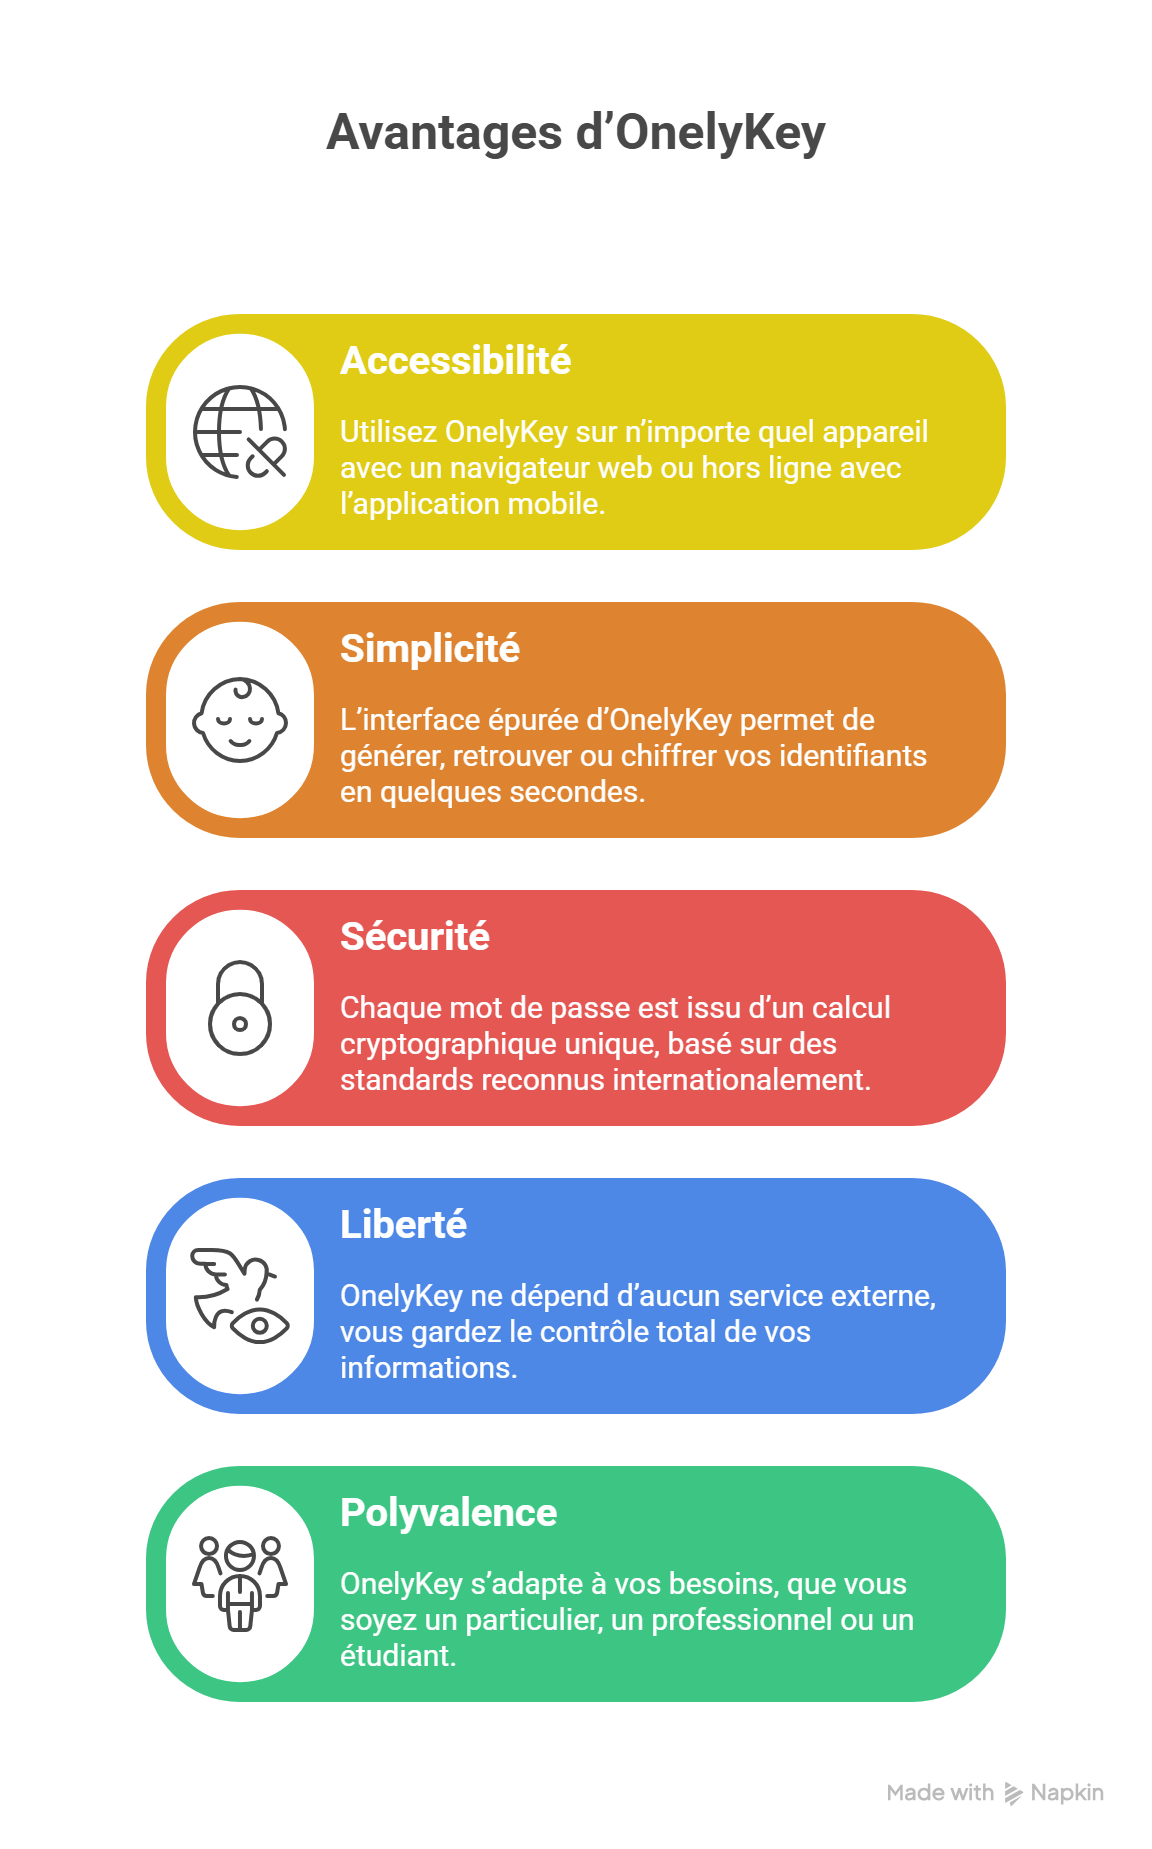 Avantages d’OnelyKey
Accessibilité
Utilisez OnelyKey sur n’importe quel appareil
avec un navigateur web ou hors ligne avec
l’application mobile.
Simplicité
L’interface épurée d’OnelyKey permet de
générer, retrouver ou chiffrer vos identifiants
en quelques secondes.
Sécurité
Chaque mot de passe est issu d’un calcul
cryptographique unique, basé sur des
standards reconnus internationalement.
Liberté
OnelyKey ne dépend d’aucun service externe,
vous gardez le contrôle total de vos
informations.
Polyvalence
OnelyKey s’adapte à vos besoins, que vous
soyez un particulier, un professionnel ou un
étudiant.
Made with Napkin